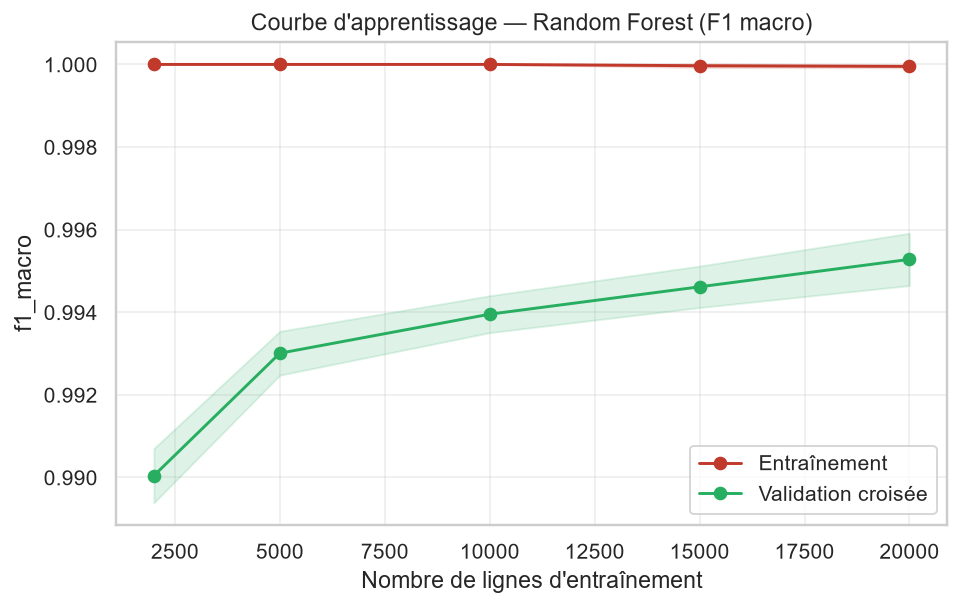 Courbe d'apprentissage — Random Forest (F1 macro)
1.000
0.998
0.996
0.994
0.992
0.990
f1_macro
Entraînement
Validation croisée
2500 5000 7500 10000 12500 15000 17500 20000
Nombre de lignes d'entraînement